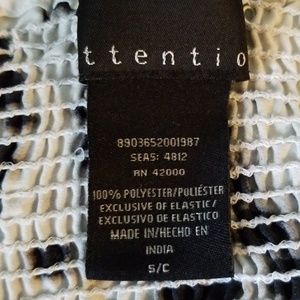 ttentio
8903652001987
SEAS: 4812
RN 42000
100% POLYESTER/POLIÉSTER
EXCLUSIVE OF ELASTIC/
EXCLUSIVO DE ELASTICO
MADE IN/HECHO EN
INDIA
S/C